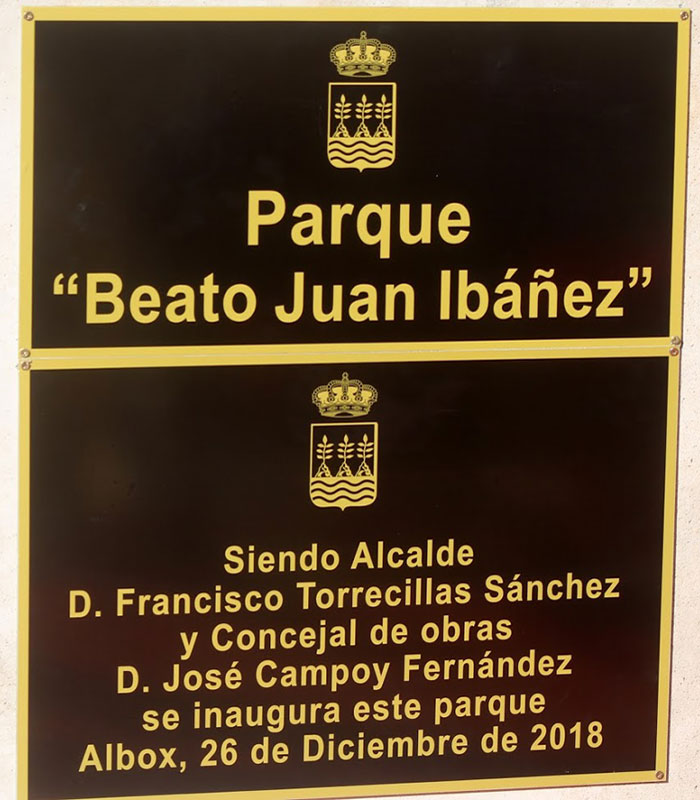 Parque
“Beato Juan Ibáñez”
Siendo Alcalde
D. Francisco Torrecillas Sánchez
y Concejal de obras
D. José Campoy Fernández
se inaugura este parque
Albox, 26 de Diciembre de 2018